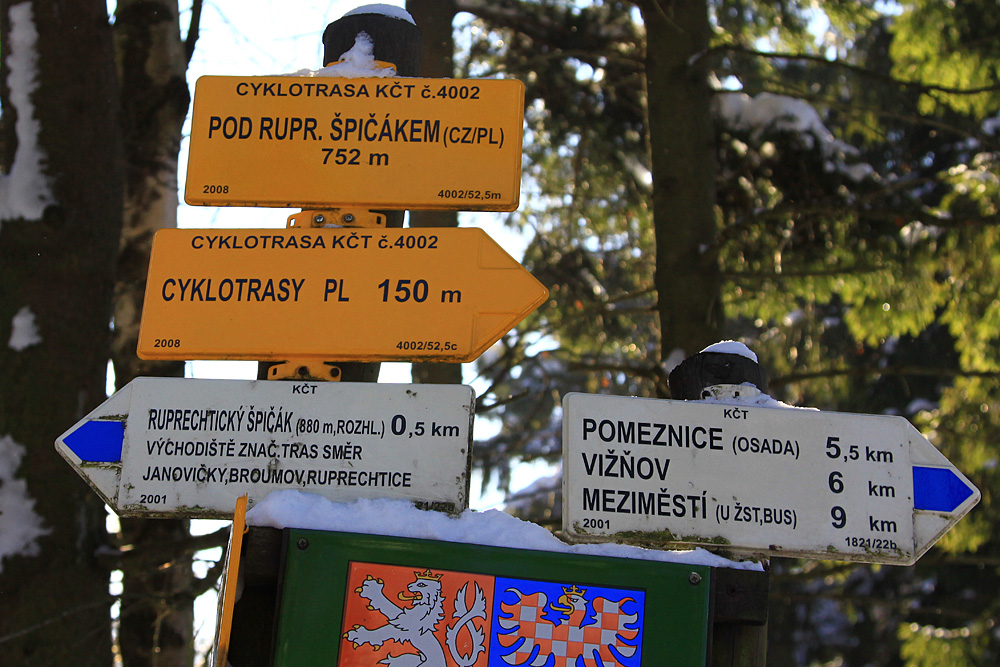 CYKLOTRASA KČT č.4002
POD RUPR. ŠPIČÁKEM (CZ/PL)
752 m
2008 4002/52,5m
CYKLOTRASA KČT č.4002
CYKLOTRASY PL 150 m
2008 4002/52,5c
KČT
RUPRECHTICKÝ ŠPIČÁK (880 m,ROZHL.) 0,5 km
VÝCHODIŠTĚ ZNAČ.TRAS SMĚR
JANOVIČKY,BROUMOV,RUPRECHTICE
2001
KČT
POMEZNICE (OSADA) 5,5 km
VIŽŇOV 6 km
MEZIMĚSTÍ (U ŽST,BUS) 9 km
2001 1821/22b